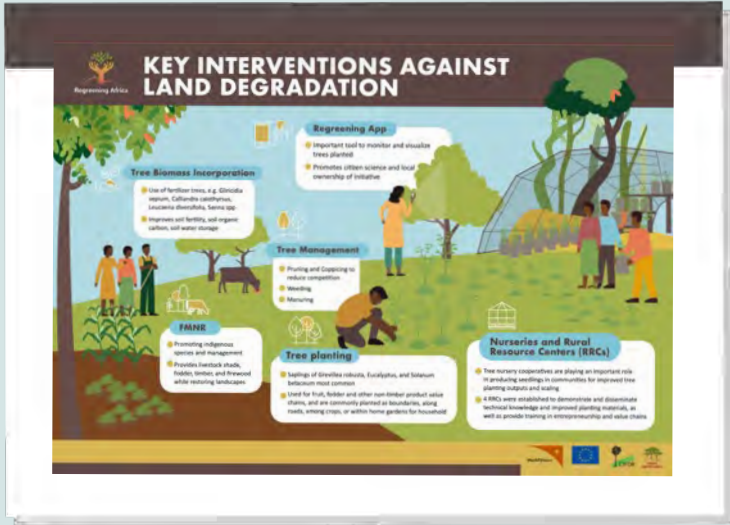 Regreening Africa
KEY INTERVENTIONS AGAINST
LAND DEGRADATION
Regreening App
Important tool to monitor and visualize
trees planted
Promotes citizen science and local
ownership of initiative
Tree Biomass Incorporation
Use of fertilizer trees, e.g. Gliricidia
sepium, Calliandra calothyrsus,
Leucaena diversifolia, Senna spp
Improves soil fertility, soil organic
carbon, soil water storage
Tree Management
Pruning and Coppicing to
reduce competition
Weeding
Manuring
FMNR
Promoting indigenous
species and management
Provides livestock shade,
fodder, timber, and firewood
while restoring landscapes
Tree planting
Saplings of Grevillea robusta, Eucalyptus, and Solanum
betaceum most common
Used for fruit, fodder and other non-timber product value
chains, and are commonly planted as boundaries, along
roads, among crops, or within home gardens for household
Nurseries and Rural
Resource Centers (RRCs)
Tree nursery cooperatives are playing an important role
in producing seedlings in communities for improved tree
planting outputs and scaling
4 RRCs were established to demonstrate and disseminate
technical knowledge and improved planting materials, as
well as provide training in entrepreneurship and value chains